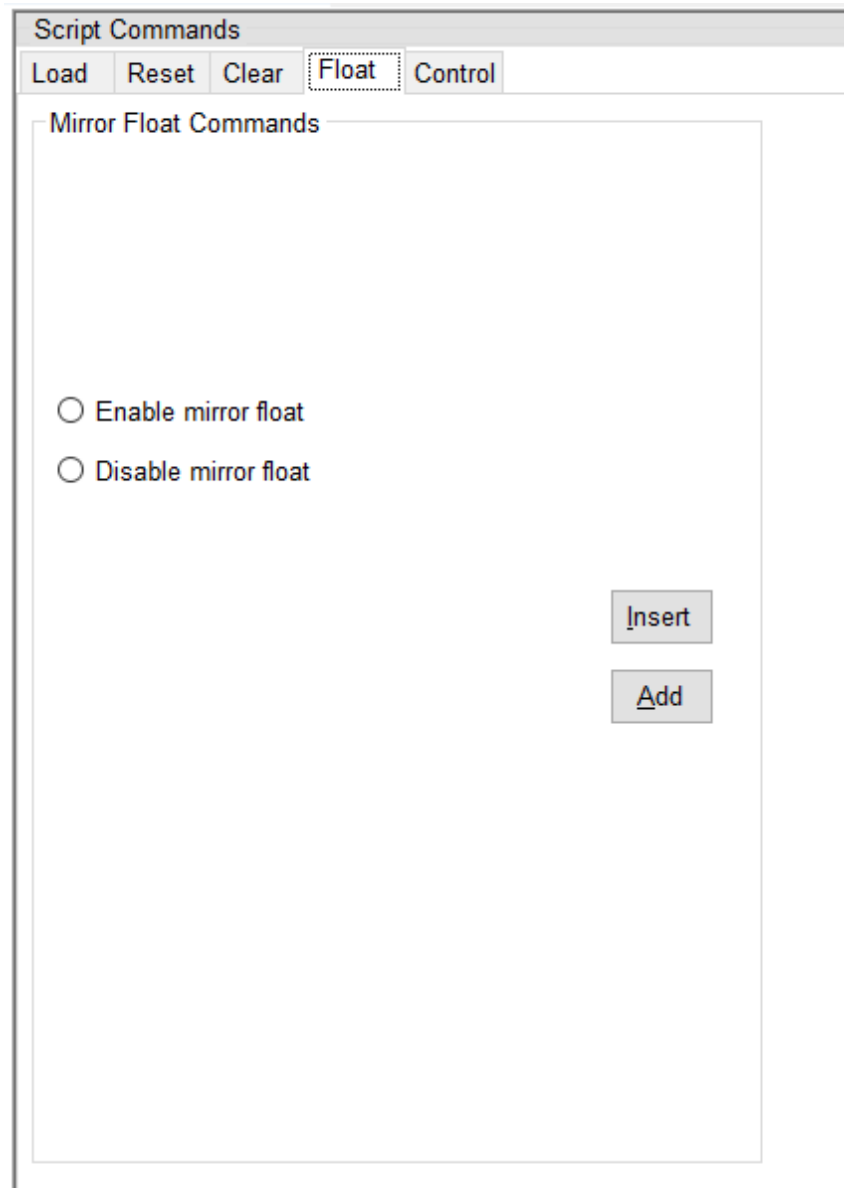 Script Commands
Load Reset Clear Float Control
Mirror Float Commands
Enable mirror float
Disable mirror float
Insert
Add